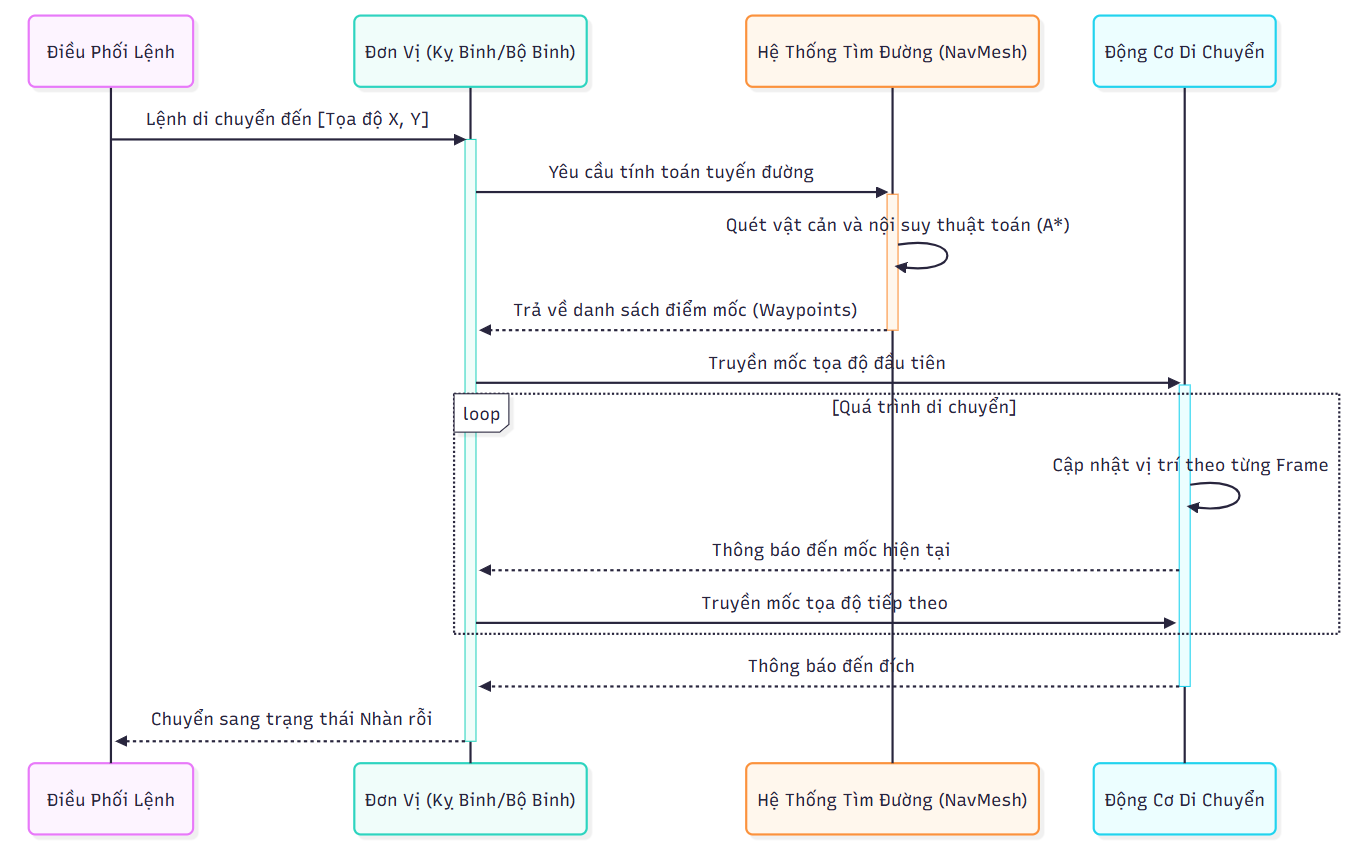 Điều Phối Lệnh
Đơn Vị (Kỵ Binh/Bộ Binh)
Hệ Thống Tìm Đường (NavMesh)
Động Cơ Di Chuyển
Lệnh di chuyển đến [Tọa độ X, Y]
Yêu cầu tính toán tuyến đường
Quét vật cản và nội suy thuật toán (A*)
Trả về danh sách điểm mốc (Waypoints)
Truyền mốc tọa độ đầu tiên
loop
[Quá trình di chuyển]
Cập nhật vị trí theo từng Frame
Thông báo đến mốc hiện tại
Truyền mốc tọa độ tiếp theo
Thông báo đến đích
Chuyển sang trạng thái Nhàn rỗi
Điều Phối Lệnh
Đơn Vị (Kỵ Binh/Bộ Binh)
Hệ Thống Tìm Đường (NavMesh)
Động Cơ Di Chuyển